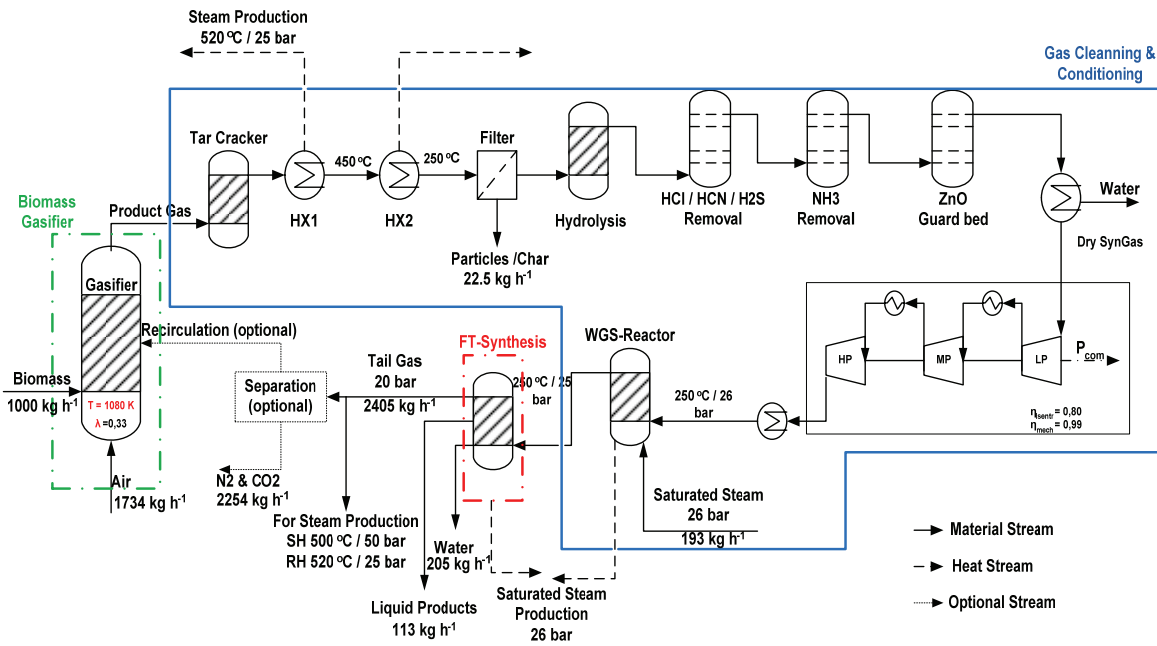 Steam Production
520 ºC / 25 bar
Gas Cleanning &
Conditioning
Tar Cracker
450 ºC
250 ºC
Filter
HX1
HX2
Hydrolysis
HCl / HCN / H2S
Removal
NH3
Removal
ZnO
Guard bed
Water
Dry SynGas
Biomass
Gasifier
Product Gas
Particles /Char
22.5 kg h-1
Gasifier
Recirculation (optional)
Biomass
1000 kg h-1
T = 1080 K
λ =0,33
Air
1734 kg h-1
Separation
(optional)
N2 & CO2
2254 kg h-1
Tail Gas
20 bar
2405 kg h-1
FT-Synthesis
250 ºC / 25
bar
WGS-Reactor
250 ºC / 26
bar
HP
MP
LP
Pcom
ηisentr = 0,80
ηmech = 0,99
For Steam Production
SH 500 ºC / 50 bar
RH 520 ºC / 25 bar
Water
205 kg h-1
Liquid Products
113 kg h-1
Saturated Steam
Production
26 bar
Saturated Steam
26 bar
193 kg h-1
Material Stream
Heat Stream
Optional Stream